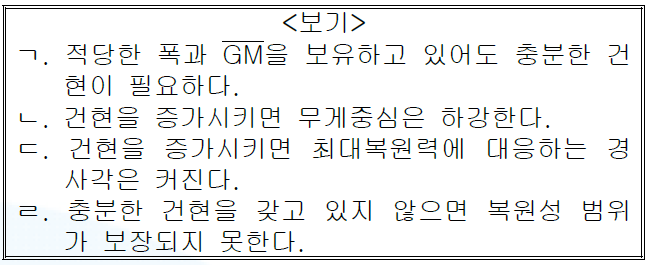 <보기>
ㄱ. 적당한 폭과 G̅M̅을 보유하고 있어도 충분한 건
현이 필요하다.
ㄴ. 건현을 증가시키면 무게중심은 하강한다.
ㄷ. 건현을 증가시키면 최대복원력에 대응하는 경
사각은 커진다.
ㄹ. 충분한 건현을 갖고 있지 않으면 복원성 범위
가 보장되지 못한다.